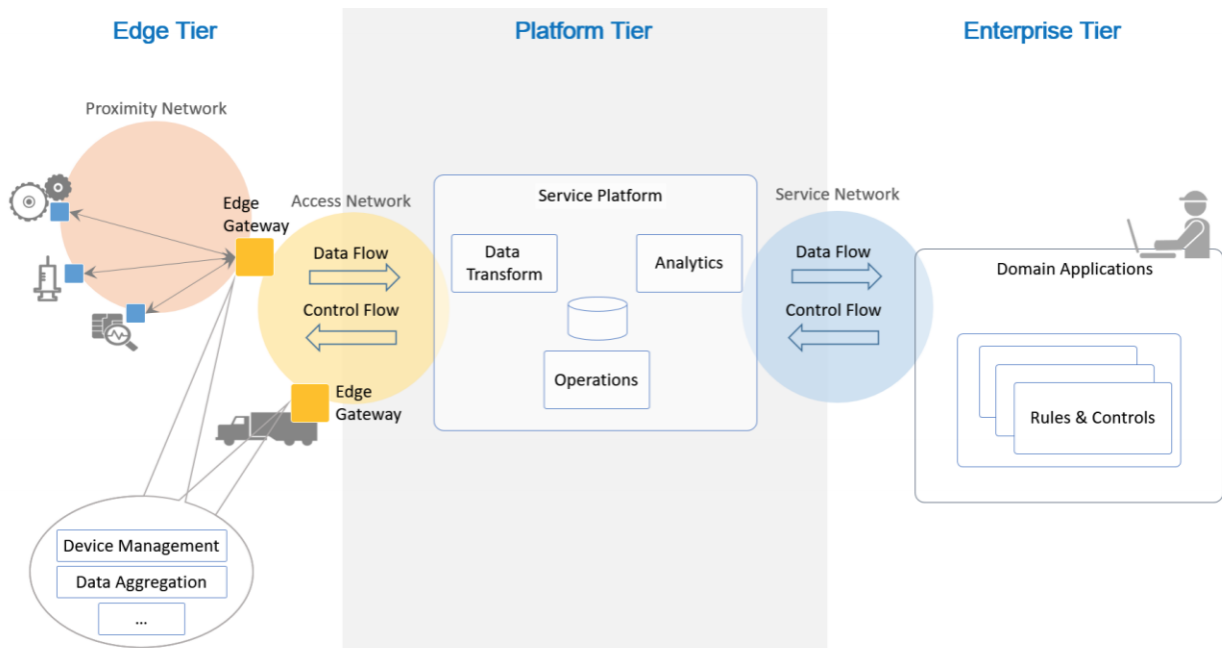 Edge Tier
Platform Tier
Enterprise Tier
Proximity Network
Edge
Gateway
Access Network
Data Flow
Control Flow
Edge
Gateway
Device Management
Data Aggregation
...
Service Platform
Data
Transform
Analytics
Operations
Service Network
Data Flow
Control Flow
Domain Applications
Rules & Controls